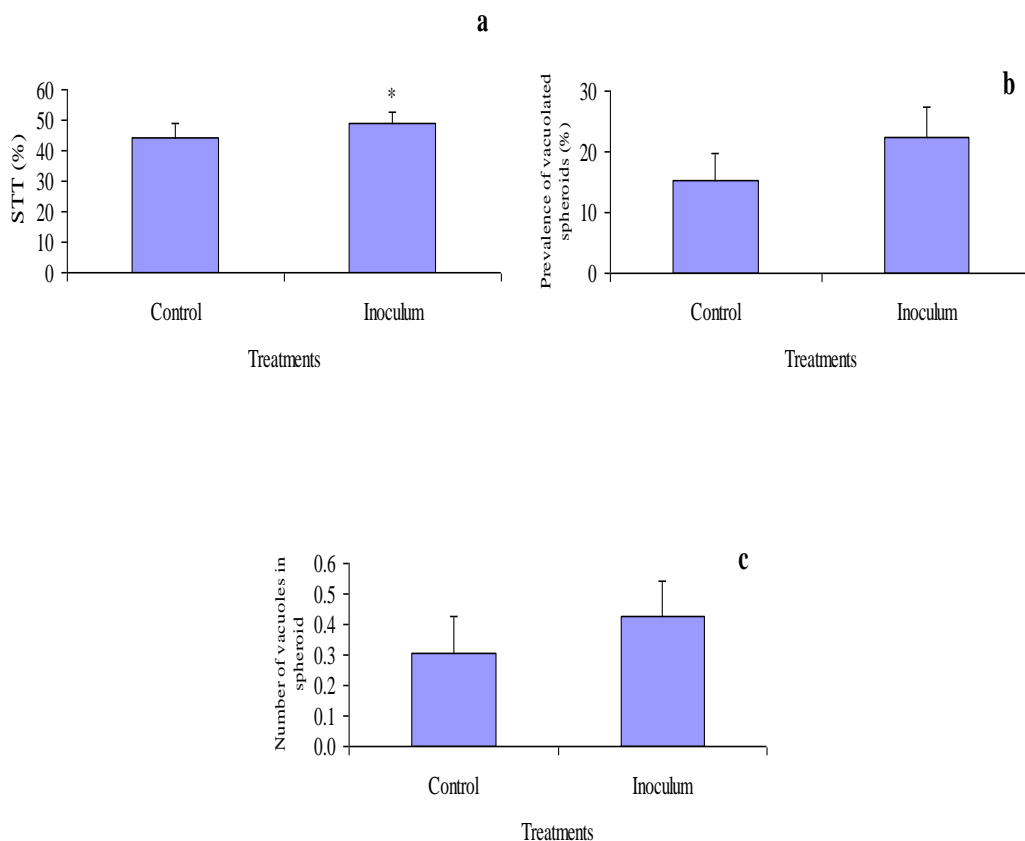 a
STT (%)
60
50
40
30
20
10
0
*
Control
Inoculum
Treatments
b
Prevalence of vacuolated
spheroids (%)
30
20
10
0
Control
Inoculum
Treatments
c
Number of vacuoles in
spheroid
0.6
0.5
0.4
0.3
0.2
0.1
0.0
Control
Inoculum
Treatments